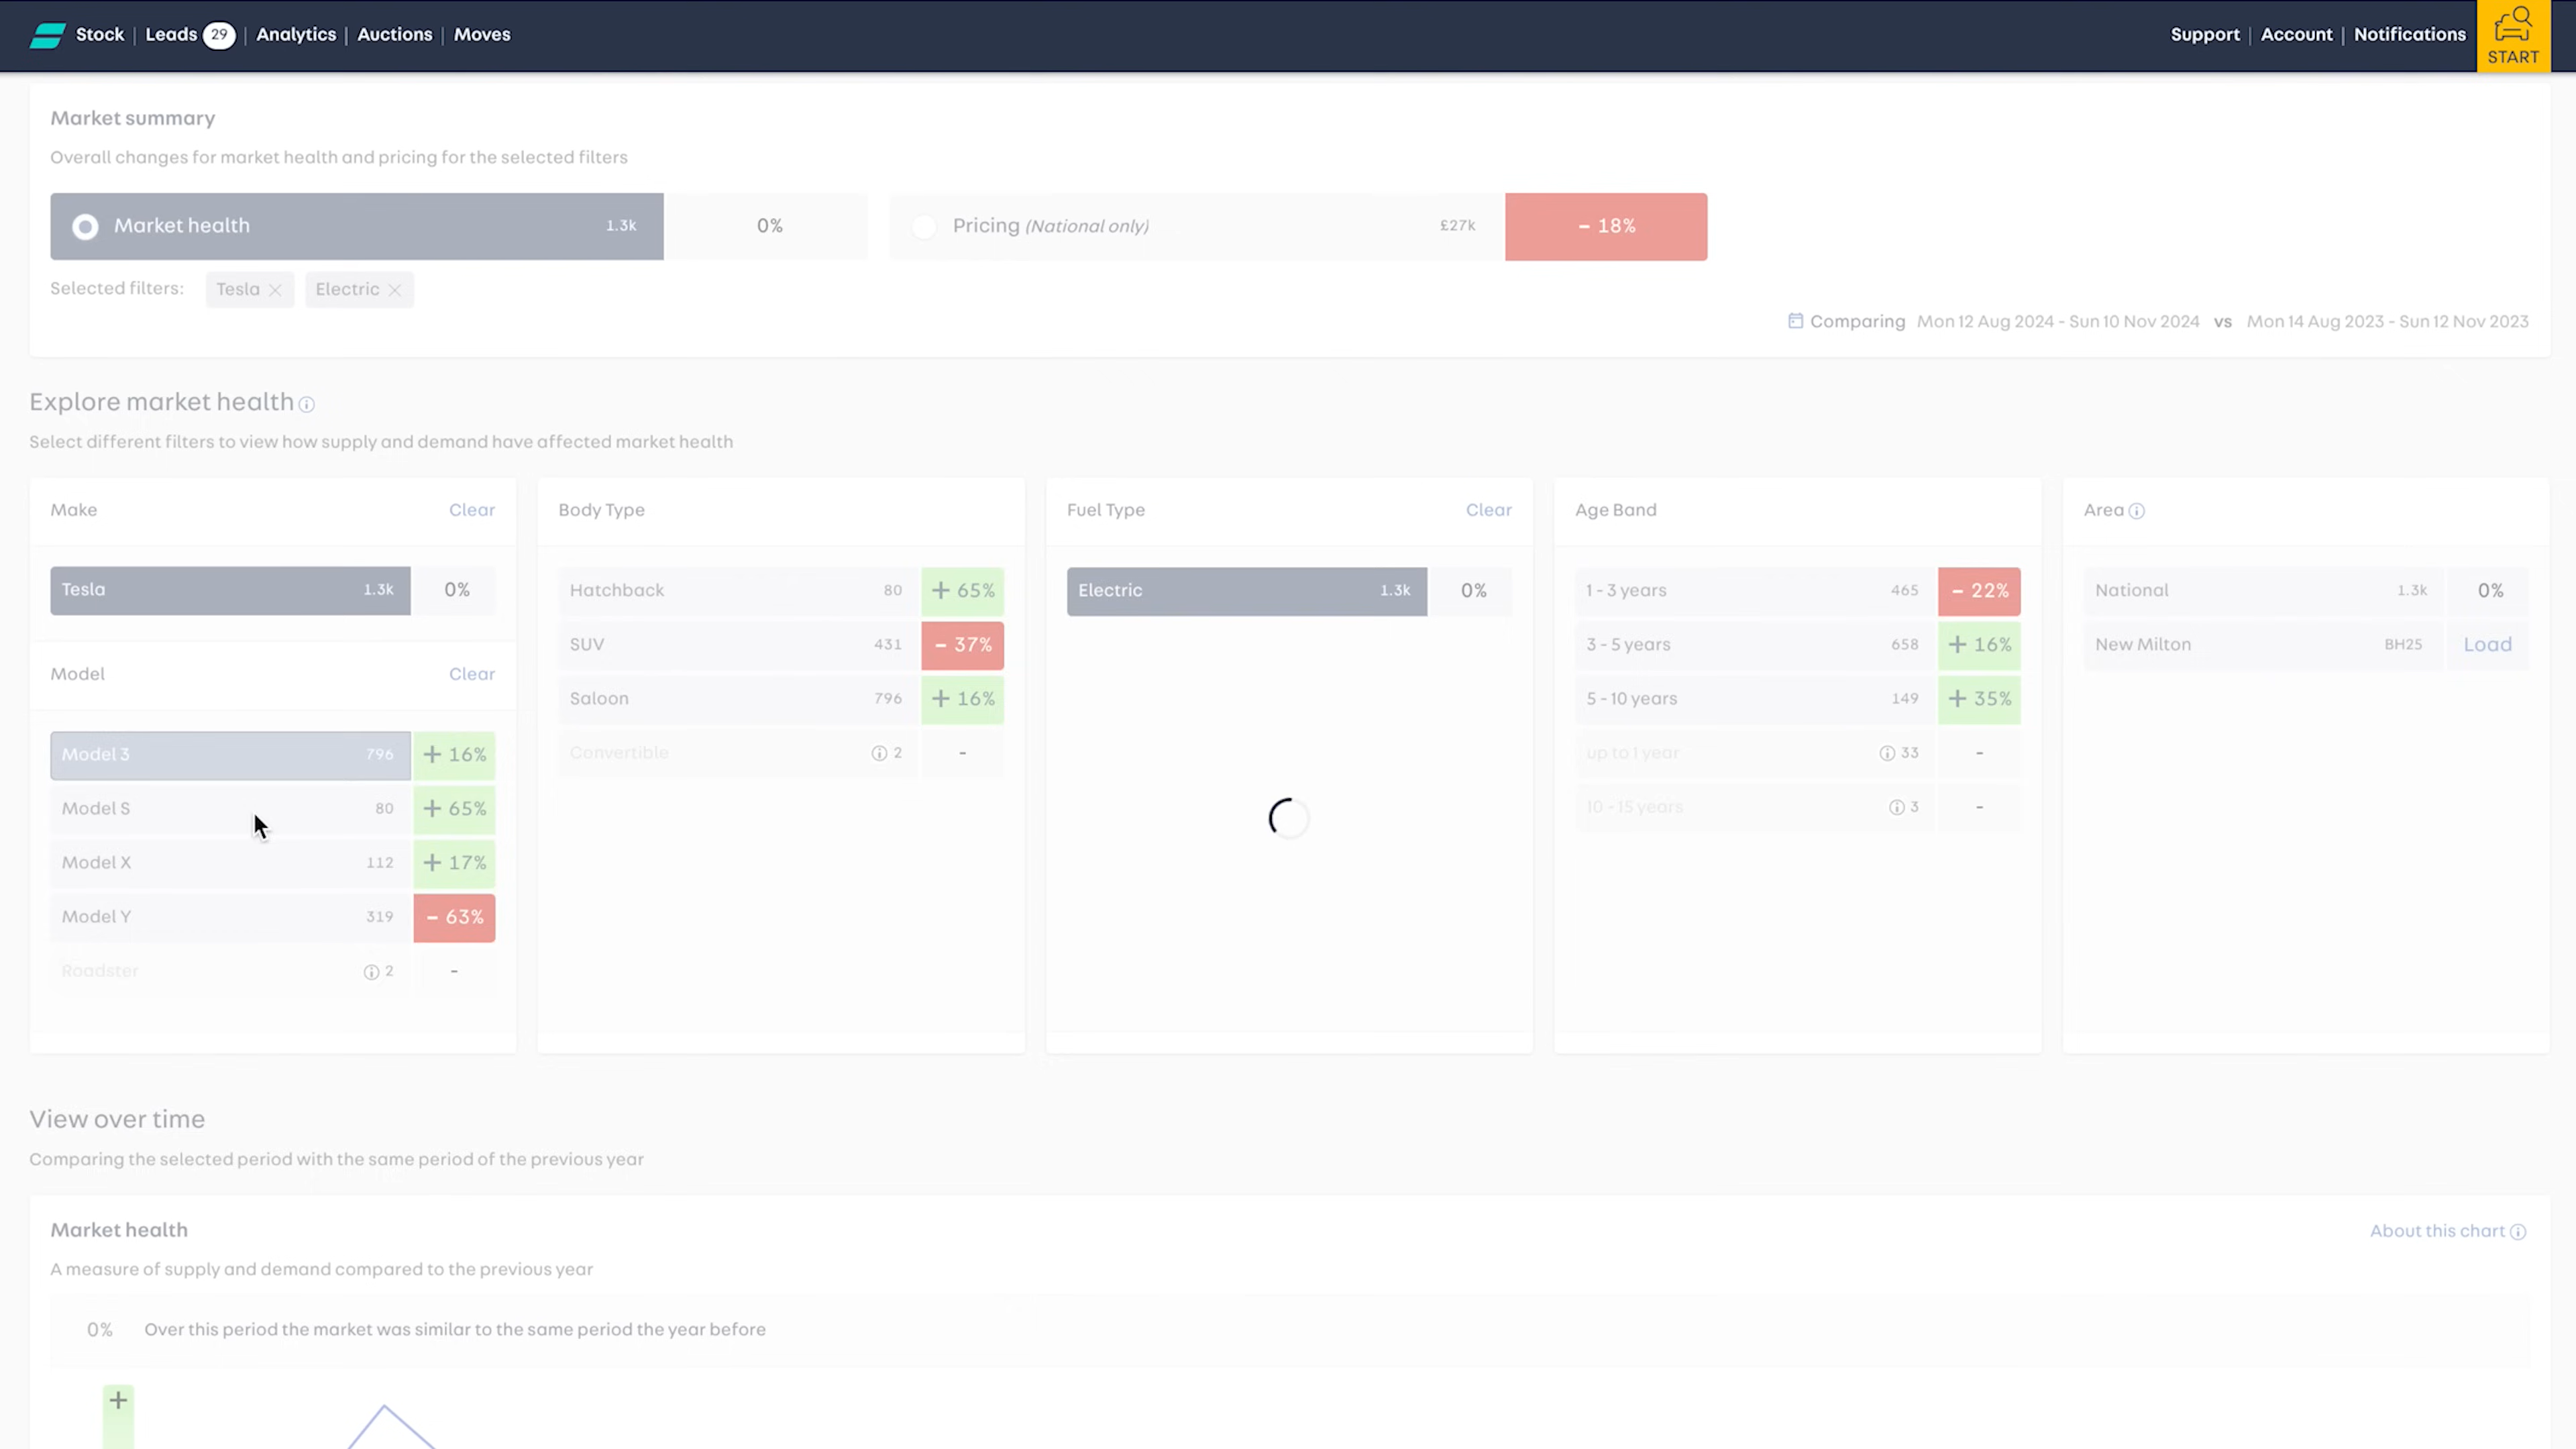 Stock | Leads 29 | Analytics | Auctions | Moves
Support | Account | Notifications
START
Market summary
Overall changes for market health and pricing for the selected filters
Market health 1.3k 0%
Pricing (National only) £27k - 18%
Selected filters: Tesla Electric
Comparing Mon 12 Aug 2024 - Sun 10 Nov 2024 vs Mon 14 Aug 2023 - Sun 12 Nov 2023
Explore market health
Select different filters to view how supply and demand have affected market health
Make Clear
Tesla 1.3k 0%
Model Clear
Model 3 796 + 16%
Model S 80 + 65%
Model X 112 + 17%
Model Y 319 - 63%
Roadster 2 -
Body Type
Hatchback 80 + 65%
SUV 431 - 37%
Saloon 796 + 16%
Convertible 2 -
Fuel Type Clear
Electric 1.3k 0%
Age Band
1 - 3 years 465 - 22%
3 - 5 years 658 + 16%
5 - 10 years 149 + 35%
up to 1 year 33 -
10 - 15 years 3 -
Area
National 1.3k 0%
New Milton BH25 Load
View over time
Comparing the selected period with the same period of the previous year
Market health
About this chart
A measure of supply and demand compared to the previous year
0% Over this period the market was similar to the same period the year before
+